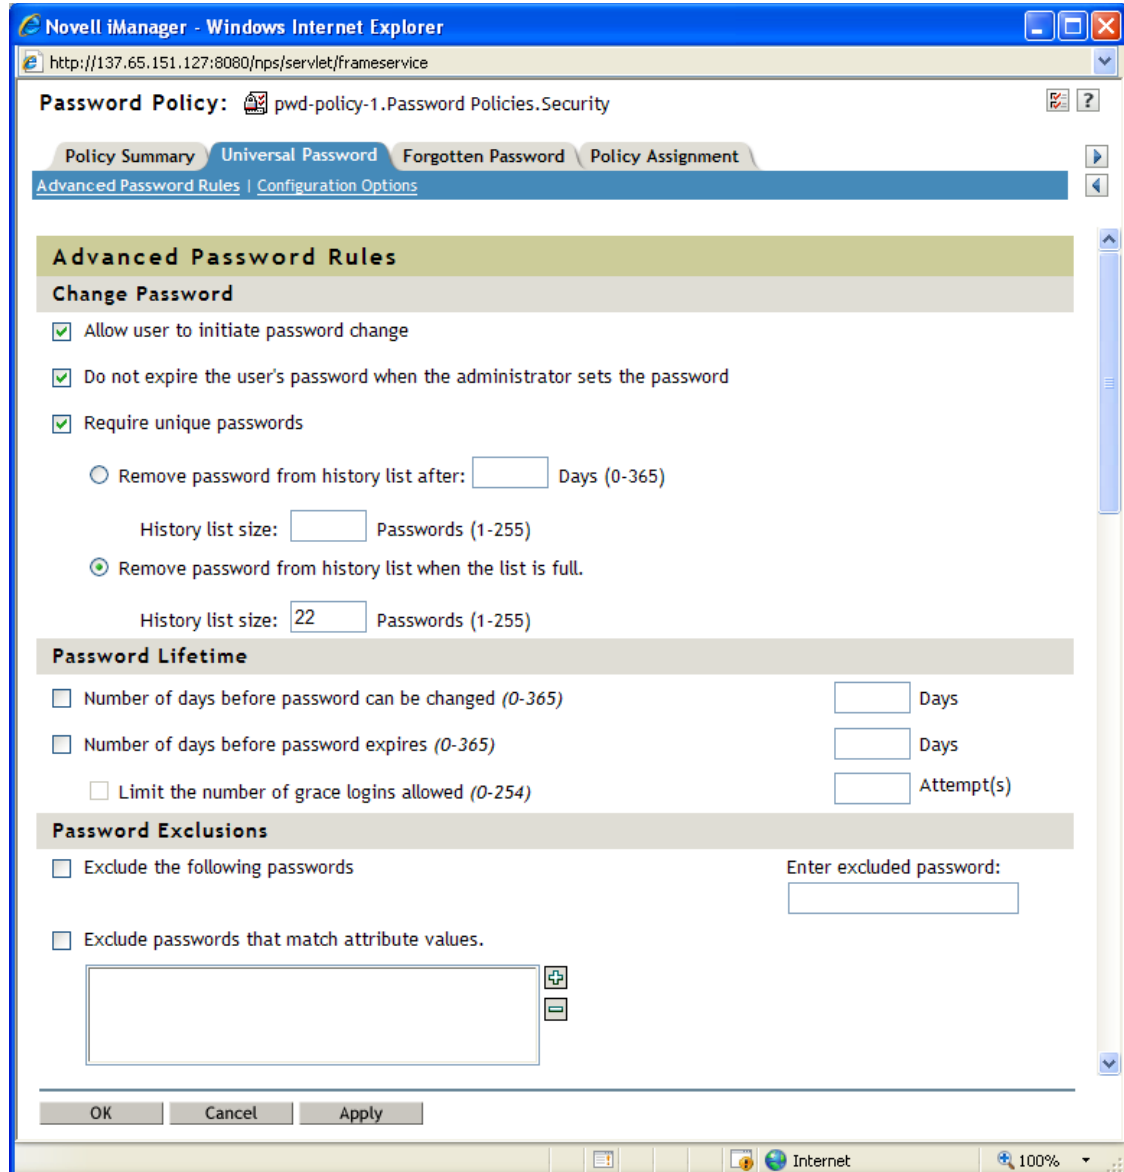 Novell iManager - Windows Internet Explorer
http://137.65.151.127:8080/nps/servlet/frameservice
Password Policy: pwd-policy-1.Password Policies.Security ?
Policy Summary Universal Password Forgotten Password Policy Assignment
Advanced Password Rules | Configuration Options
Advanced Password Rules
Change Password
Allow user to initiate password change
Do not expire the user's password when the administrator sets the password
Require unique passwords
Remove password from history list after: Days (0-365)
History list size: Passwords (1-255)
Remove password from history list when the list is full.
History list size: 22 Passwords (1-255)
Password Lifetime
Number of days before password can be changed (0-365) Days
Number of days before password expires (0-365) Days
Limit the number of grace logins allowed (0-254) Attempt(s)
Password Exclusions
Exclude the following passwords Enter excluded password:
Exclude passwords that match attribute values.
OK Cancel Apply
Internet 100%